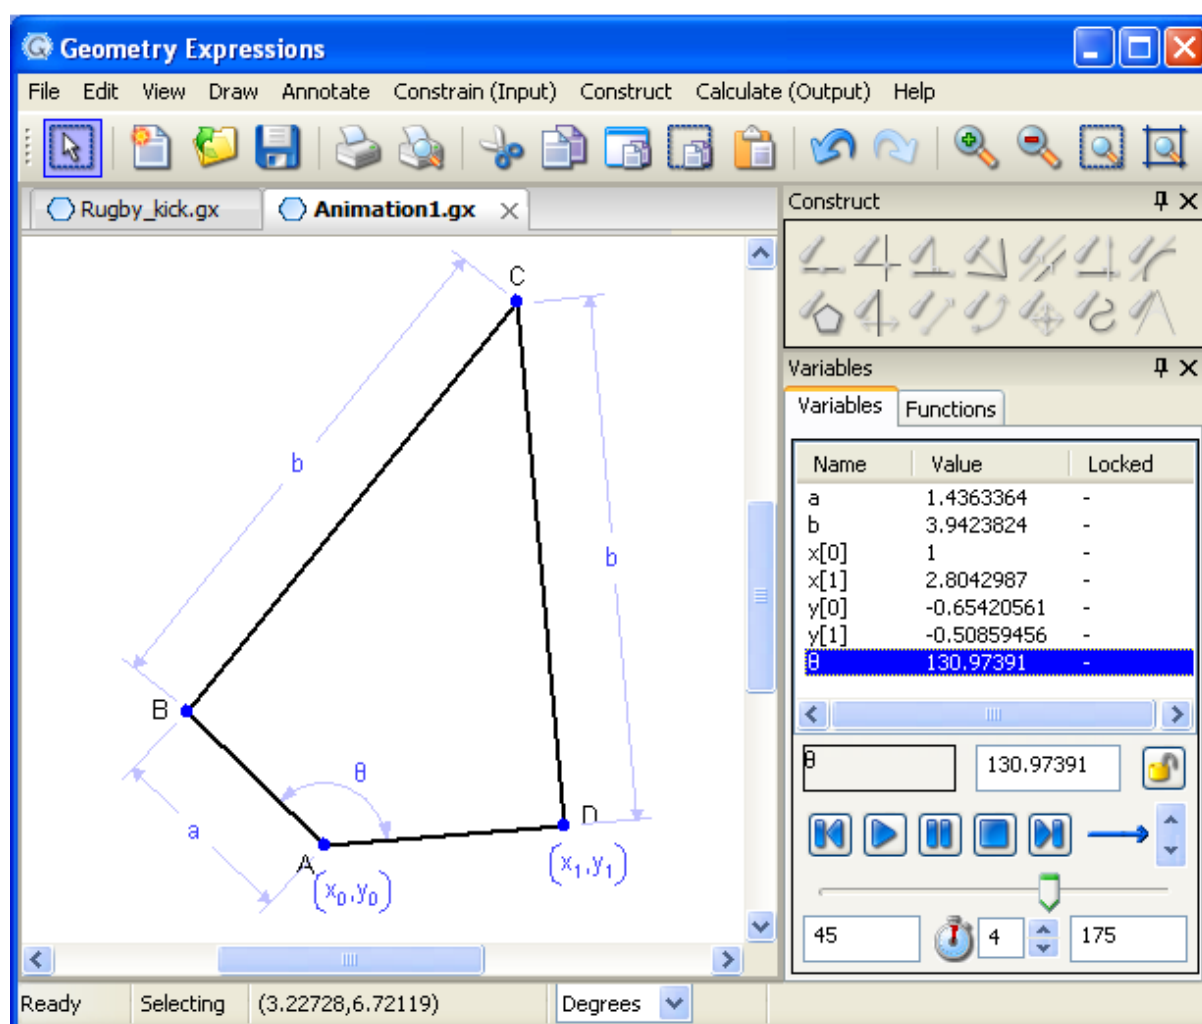 Geometry Expressions
File Edit View Draw Annotate Constrain (Input) Construct Calculate (Output) Help
Rugby_kick.gx Animation1.gx
Construct
Variables
Variables Functions
Name Value Locked
a 1.4363364 -
b 3.9423824 -
x[0] 1 -
x[1] 2.8042987 -
y[0] -0.65420561 -
y[1] -0.50859456 -
θ 130.97391 -
θ 130.97391
45 4 175
C
b
b
B
θ
a
A
D
(x₀,y₀)
(x₁,y₁)
Ready Selecting (3.22728,6.72119) Degrees